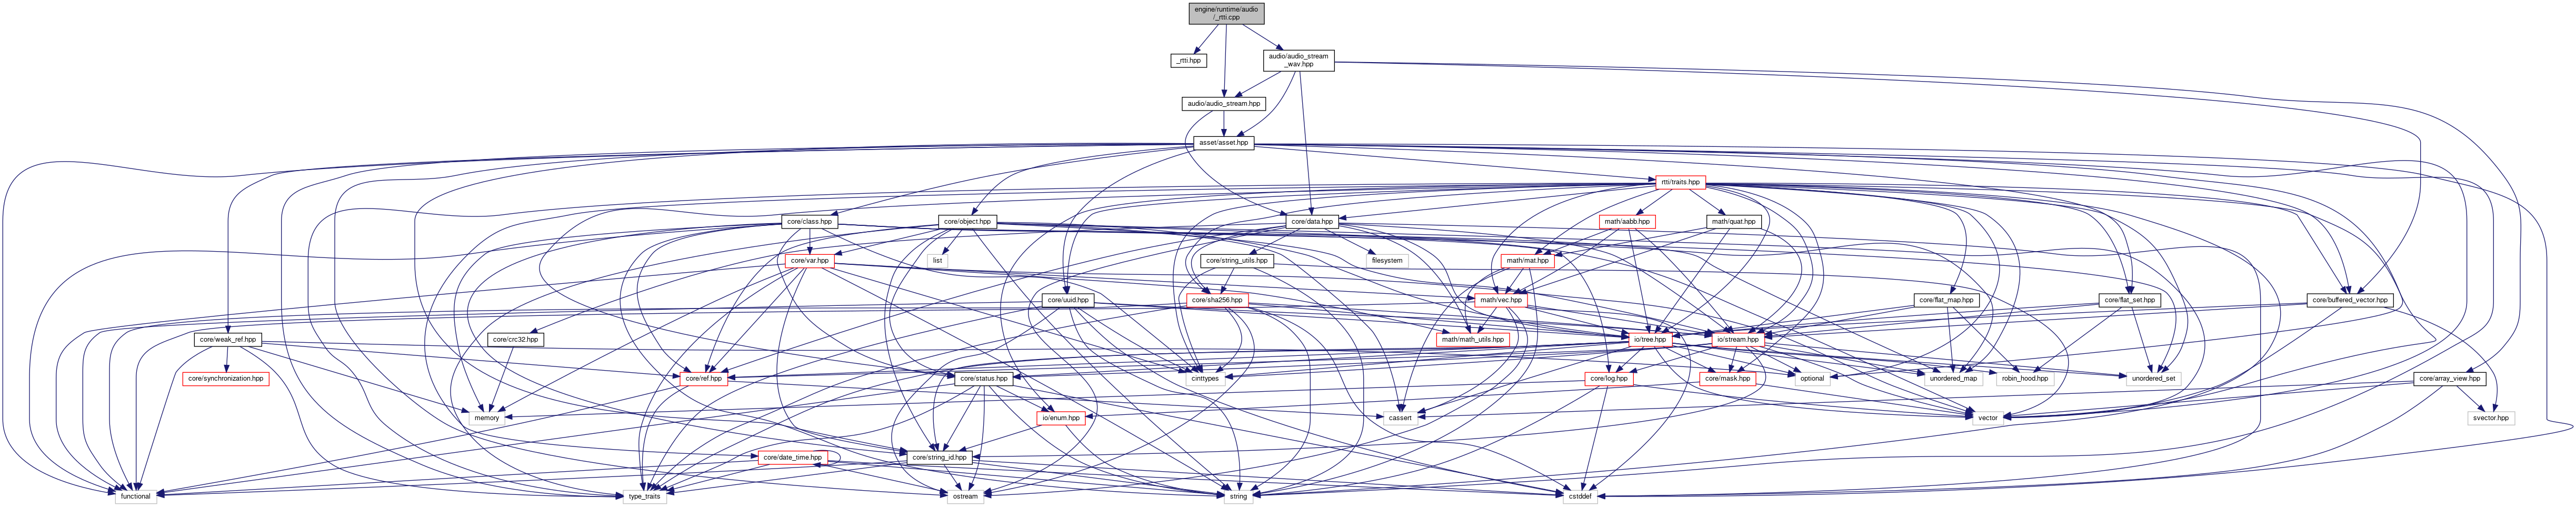 engine/runtime/audio
/_rtti.cpp
_rtti.hpp
audio/audio_stream
_wav.hpp
audio/audio_stream.hpp
asset/asset.hpp
rtti/traits.hpp
core/class.hpp
core/object.hpp
core/data.hpp
math/aabb.hpp
math/quat.hpp
core/var.hpp
list
core/string_utils.hpp
filesystem
math/mat.hpp
core/uuid.hpp
core/sha256.hpp
math/vec.hpp
core/flat_map.hpp
core/flat_set.hpp
core/buffered_vector.hpp
core/weak_ref.hpp
core/crc32.hpp
math/math_utils.hpp
io/tree.hpp
io/stream.hpp
core/synchronization.hpp
core/ref.hpp
core/status.hpp
cinttypes
core/log.hpp
core/mask.hpp
optional
unordered_map
robin_hood.hpp
unordered_set
core/array_view.hpp
memory
io/enum.hpp
cassert
vector
svector.hpp
core/date_time.hpp
core/string_id.hpp
functional
type_traits
ostream
string
cstddef